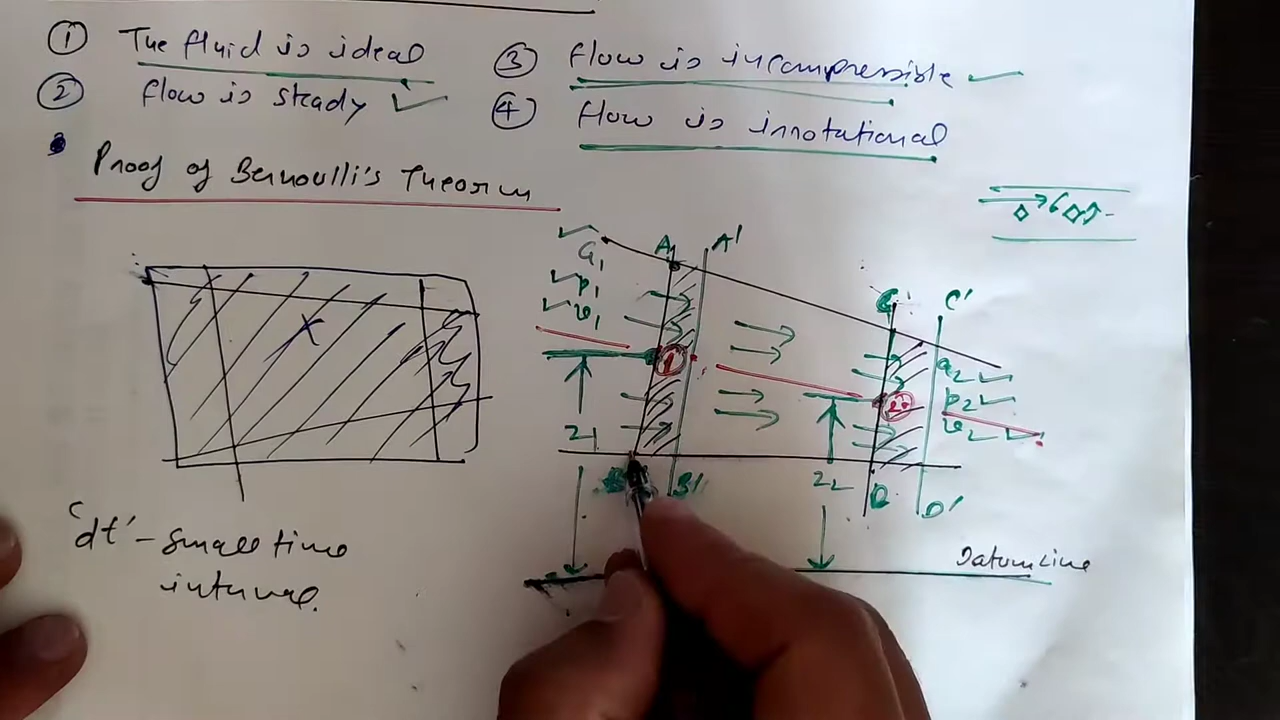 ① The fluid is ideal
② flow is steady ✓
③ flow is incompressible ✓
④ flow is irrotational
Proof of Bernoulli's Theorem
'dt' - small time
interval.
a₁
p₁
v₁
A
A'
1
z₁
B
B'
C
C'
a₂
p₂
v₂
2
z₂
D
D'
Datum Line